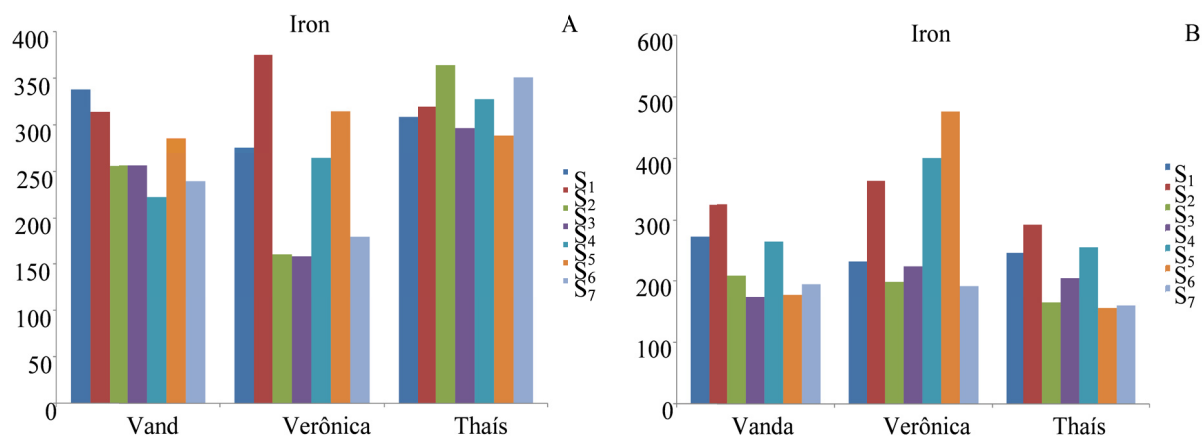 Iron
A
400
350
300
250
200
150
100
50
0
Vand
Verônica
Thaís
S1
S2
S3
S4
S5
S6
S7
Iron
B
600
500
400
300
200
100
0
Vanda
Verônica
Thaís
S1
S2
S3
S4
S5
S6
S7